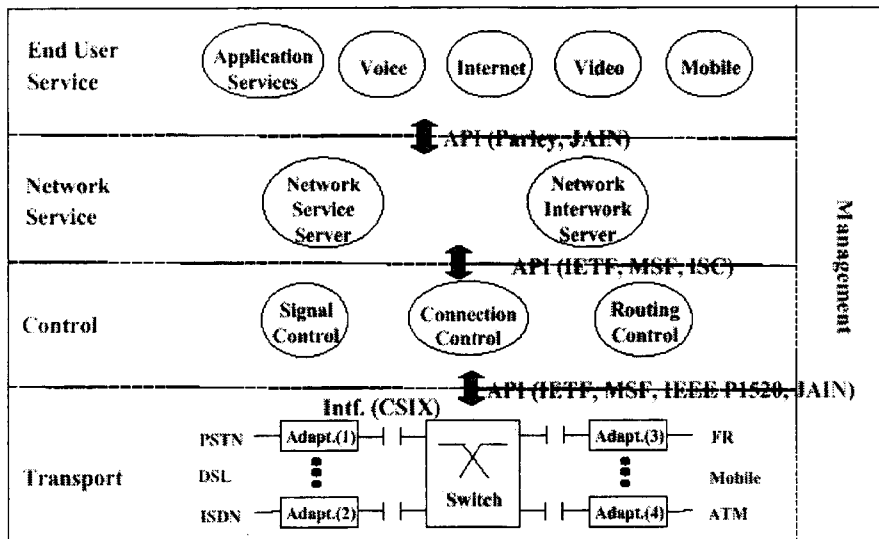 End User
Service
Application
Services
Voice
Internet
Video
Mobile
API (Parley, JAIN)
Network
Service
Network
Service
Server
Network
Interwork
Server
API (IETF, MSF, ISC)
Control
Signal
Control
Connection
Control
Routing
Control
API (IETF, MSF, IEEE P1520, JAIN)
Intf. (CSIX)
Transport
PSTN
Adapt.(1)
Adapt.(3)
FR
DSL
Mobile
Switch
ISDN
Adapt.(2)
Adapt.(4)
ATM
Management